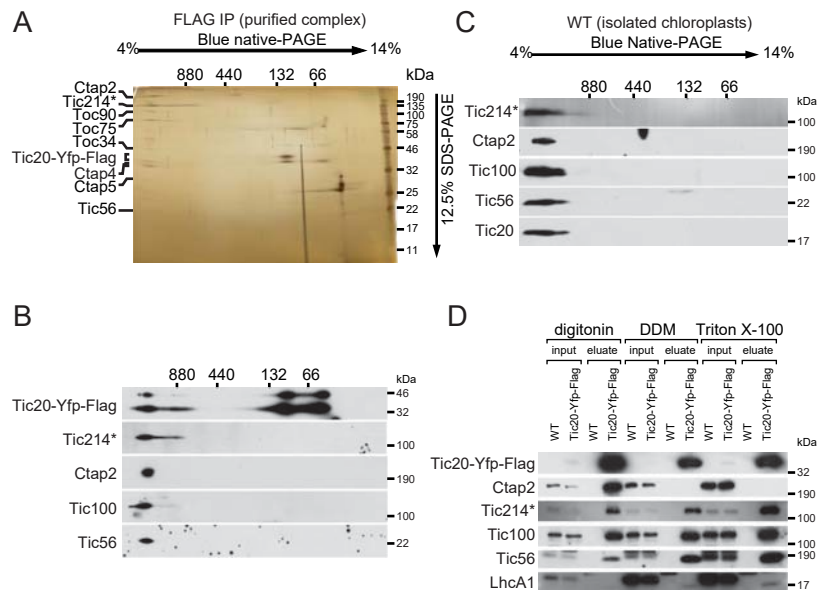 A
FLAG IP (purified complex)
4% Blue native-PAGE 14%
880 440 132 66 kDa
Ctap2
Tic214*
Toc90
Toc75
Toc34
Tic20-Yfp-Flag
Ctap4
Ctap5
Tic56
190
135
100
75
58
46
32
25
22
17
11
12.5% SDS-PAGE
B
880 440 132 66
kDa
Tic20-Yfp-Flag 46
32
Tic214* 100
Ctap2 190
Tic100 100
Tic56 22
C
WT (isolated chloroplasts)
4% Blue Native-PAGE 14%
880 440 132 66
kDa
Tic214* 100
Ctap2 190
Tic100 100
Tic56 22
Tic20 17
D
digitonin DDM Triton X-100
input eluate input eluate input eluate
WT Tic20-Yfp-Flag WT Tic20-Yfp-Flag WT Tic20-Yfp-Flag WT Tic20-Yfp-Flag WT Tic20-Yfp-Flag WT Tic20-Yfp-Flag
kDa
Tic20-Yfp-Flag 32
Ctap2 190
Tic214* 100
Tic100 100
Tic56 190
LhcA1 17